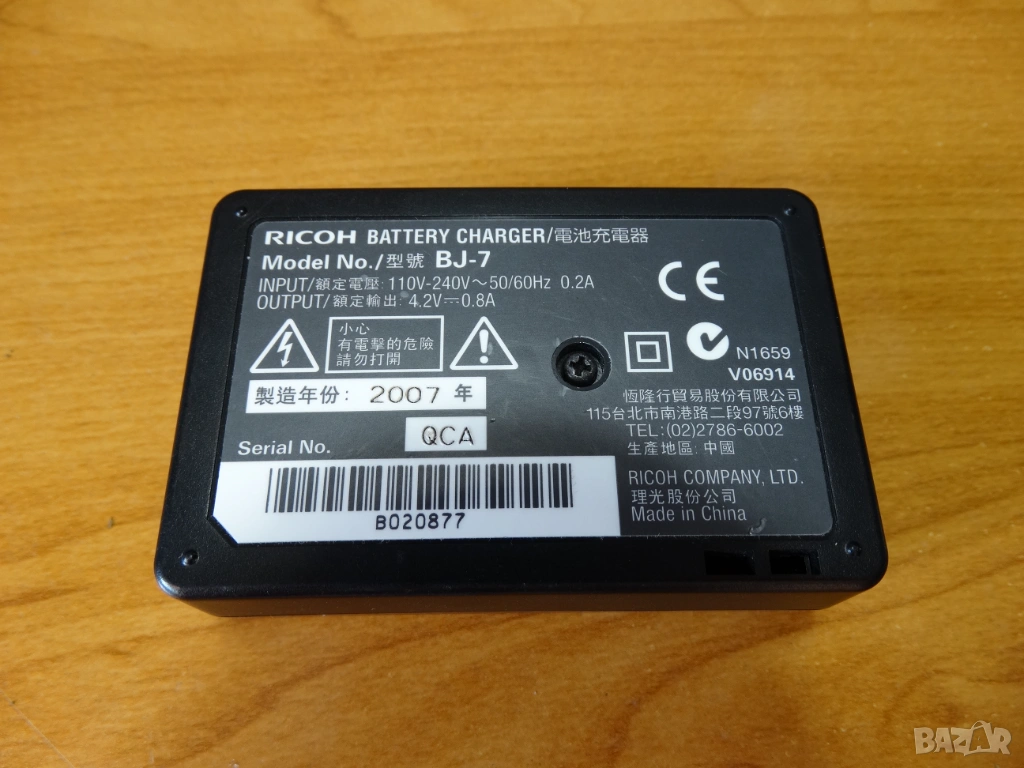 RICOH BATTERY CHARGER/電池充電器
Model No./型號 BJ-7
INPUT/額定電壓: 110V-240V～50/60Hz 0.2A
OUTPUT/額定輸出: 4.2V⎓0.8A
CE
小心
有電擊的危險
請勿打開
N1659
V06914
製造年份: 2007 年
恆隆行貿易股份有限公司
115台北市南港路二段97號6樓
TEL:(02)2786-6002
生產地區: 中國
QCA
Serial No.
B020877
RICOH COMPANY, LTD.
理光股份公司
Made in China
BAZAR